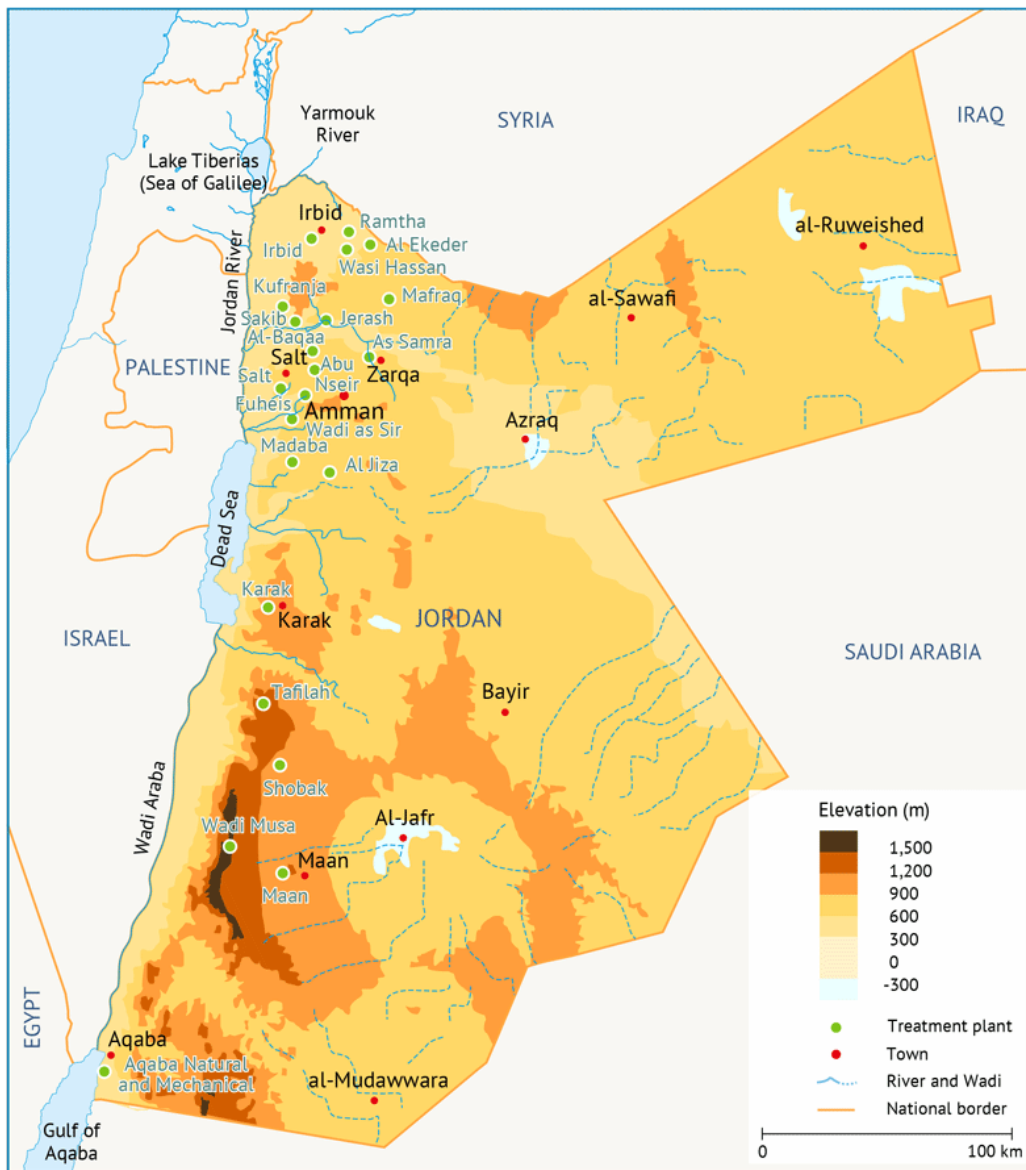 SYRIA
IRAQ
Yarmouk
River
Lake Tiberias
(Sea of Galilee)
Irbid
Ramtha
Al Ekeder
Irbid
Wasi Hassan
al-Ruweished
Jordan River
Kufranja
Mafraq
al-Sawafi
Sakib
Jerash
Al-Baqaa
As Samra
Salt
Abu
Nseir
Zarqa
PALESTINE
Salt
Fuheis
Amman
Wadi as Sir
Azraq
Madaba
Al Jiza
Dead Sea
Karak
Karak
JORDAN
ISRAEL
SAUDI ARABIA
Tafilah
Bayir
Shobak
Wadi Araba
Wadi Musa
Al-Jafr
Maan
Maan
EGYPT
Aqaba
Aqaba Natural
and Mechanical
al-Mudawwara
Gulf of
Aqaba
Elevation (m)
1,500
1,200
900
600
300
0
-300
Treatment plant
Town
River and Wadi
National border
0 100 km